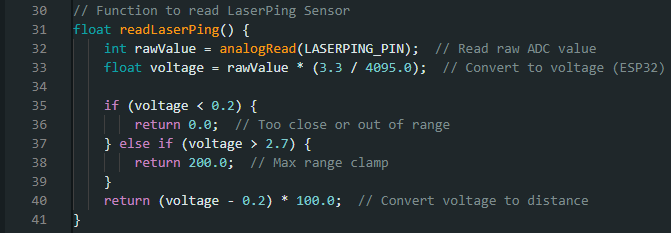 30 // Function to read LaserPing Sensor
31 float readLaserPing() {
32     int rawValue = analogRead(LASERPING_PIN);  // Read raw ADC value
33     float voltage = rawValue * (3.3 / 4095.0);  // Convert to voltage (ESP32)
34
35     if (voltage < 0.2) {
36         return 0.0;  // Too close or out of range
37     } else if (voltage > 2.7) {
38         return 200.0;  // Max range clamp
39     }
40     return (voltage - 0.2) * 100.0;  // Convert voltage to distance
41 }